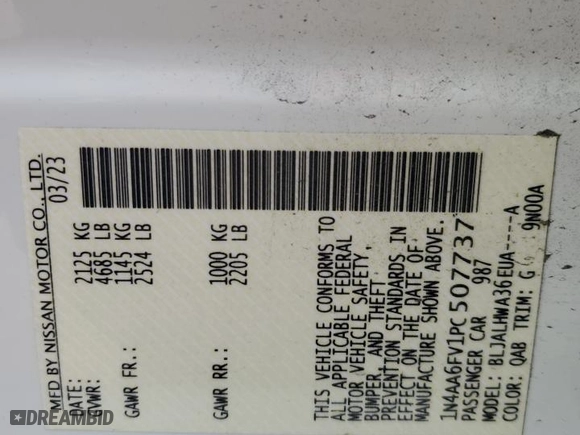 MFD BY NISSAN MOTOR CO., LTD.
DATE: 03/23
GVWR: 2125 KG
4685 LB
GAWR FR.: 1145 KG
2524 LB
GAWR RR.: 1000 KG
2205 LB
THIS VEHICLE CONFORMS TO
ALL APPLICABLE FEDERAL
MOTOR VEHICLE SAFETY,
BUMPER, AND THEFT
PREVENTION STANDARDS IN
EFFECT ON THE DATE OF
MANUFACTURE SHOWN ABOVE.
1N4AA6FV1PC507737
PASSENGER CAR 987
MODEL: BLJALHWA36EUA----A
COLOR: QAB TRIM: G 9N00A
DREAMBID